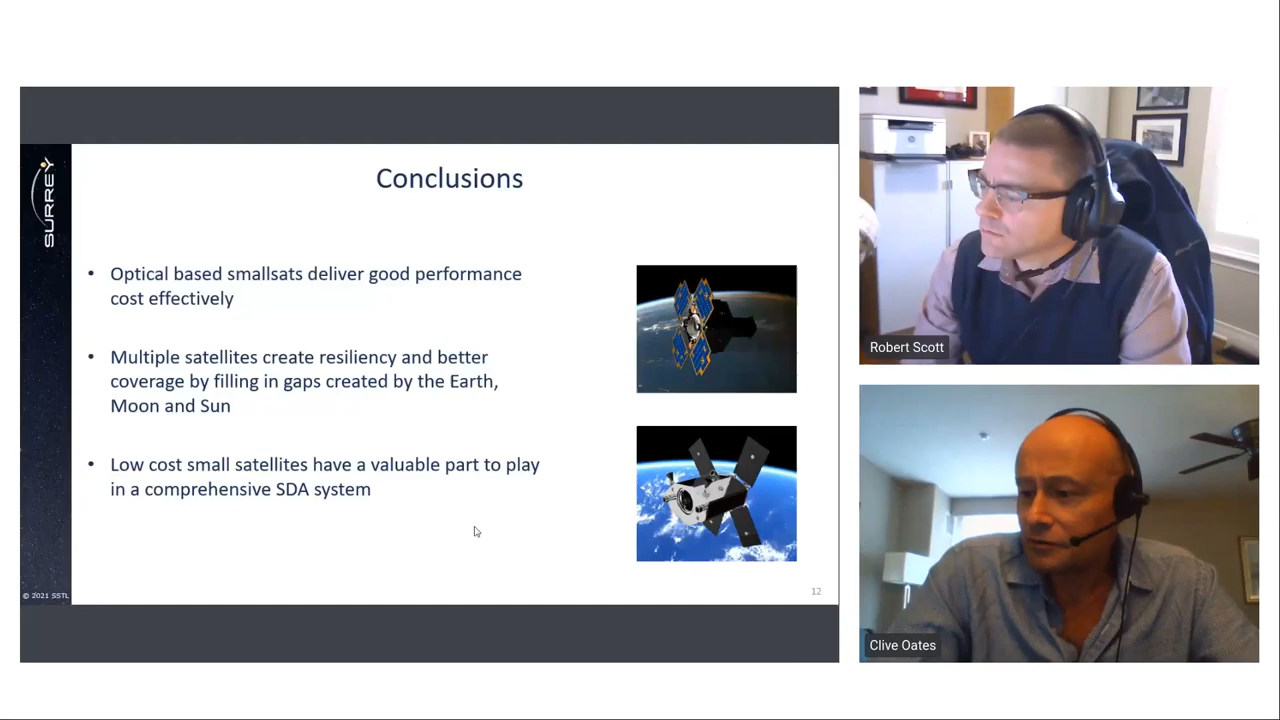 SURREY
Conclusions
• Optical based smallsats deliver good performance
cost effectively
• Multiple satellites create resiliency and better
coverage by filling in gaps created by the Earth,
Moon and Sun
• Low cost small satellites have a valuable part to play
in a comprehensive SDA system
© 2021 SSTL
12
Robert Scott
Clive Oates